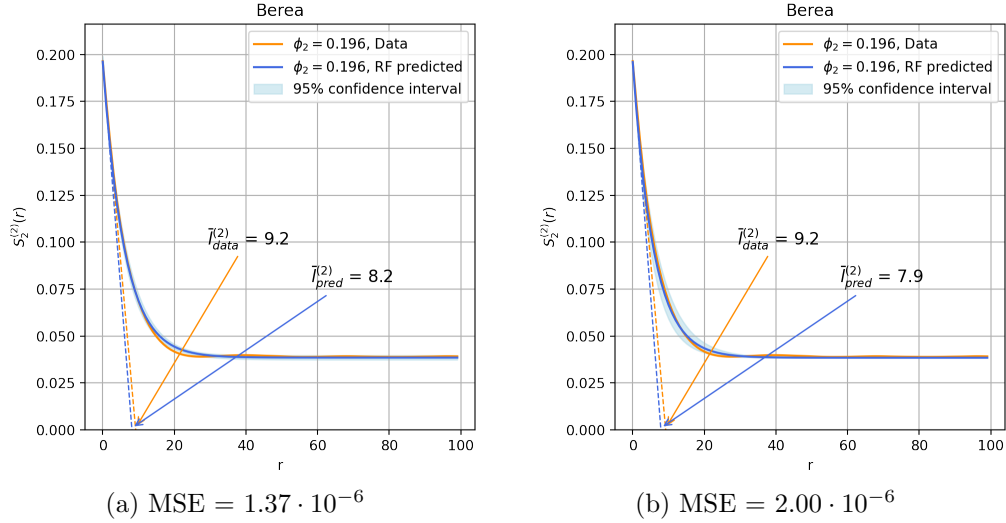 Berea
ϕ₂ = 0.196, Data
ϕ₂ = 0.196, RF predicted
95% confidence interval
0.200
0.175
0.150
0.125
0.100
0.075
0.050
0.025
0.000
S₂⁽²⁾(r)
l̄_data⁽²⁾ = 9.2
l̄_pred⁽²⁾ = 8.2
0 20 40 60 80 100
r
(a) MSE = 1.37 · 10⁻⁶
Berea
ϕ₂ = 0.196, Data
ϕ₂ = 0.196, RF predicted
95% confidence interval
0.200
0.175
0.150
0.125
0.100
0.075
0.050
0.025
0.000
S₂⁽²⁾(r)
l̄_data⁽²⁾ = 9.2
l̄_pred⁽²⁾ = 7.9
0 20 40 60 80 100
r
(b) MSE = 2.00 · 10⁻⁶